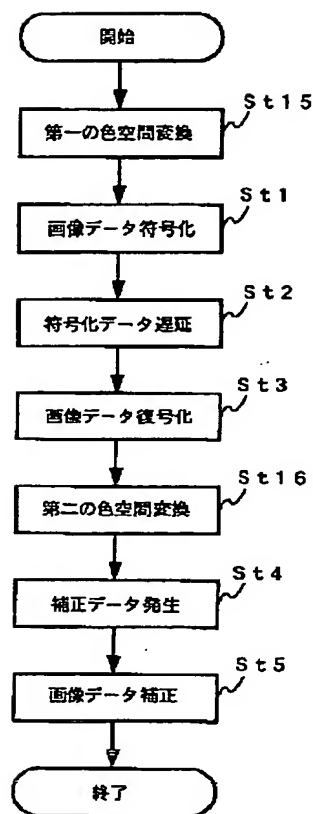 開始
St15
第一の色空間変換
St1
画像データ符号化
St2
符号化データ遅延
St3
画像データ復号化
St16
第二の色空間変換
St4
補正データ発生
St5
画像データ補正
終了